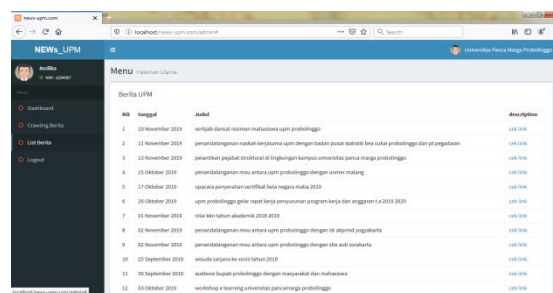 news-upm.com
localhost/news-upm.com/admin#
Search
NEWs_UPM
Universitas Panca Marga Probolinggo
Andika
Menu Halaman Utama
Menu
Dashboard
Crawling Berita
List Berita
Logout
Berita UPM
NO tanggal Judul description
1 10 November 2019 sertijab dansat resimen mahasiswa upm probolinggo cek link
2 11 November 2019 penandatanganan naskah kerjasama upm dengan badan pusat statistik bea cukai probolinggo dan pt pegadaian cek link
3 13 November 2019 pelantikan pejabat struktural di lingkungan kampus universitas panca marga probolinggo cek link
4 15 Oktober 2019 penandatanganan mou antara upm probolinggo dengan unmer malang cek link
5 17 Oktober 2019 upacara penyerahan sertifikat bela negara maba 2019 cek link
6 28 Oktober 2019 upm probolinggo gelar rapat kerja penyusunan program kerja dan anggaran t a 2019 2020 cek link
7 01 November 2019 nilai kkn tahun akademik 2018 2019 cek link
8 02 November 2019 penandatanganan mou antara upm probolinggo dengan ist akprind yogyakarta cek link
9 02 November 2019 penandatanganan mou antara upm probolinggo dengan stie aub surakarta cek link
10 25 September 2019 wisuda sarjana ke xxvii tahun 2019 cek link
11 30 September 2019 audiensi bupati probolinggo dengan masyarakat dan mahasiswa cek link
12 03 Oktober 2019 workshop e learning universitas pancamarga probolinggo cek link